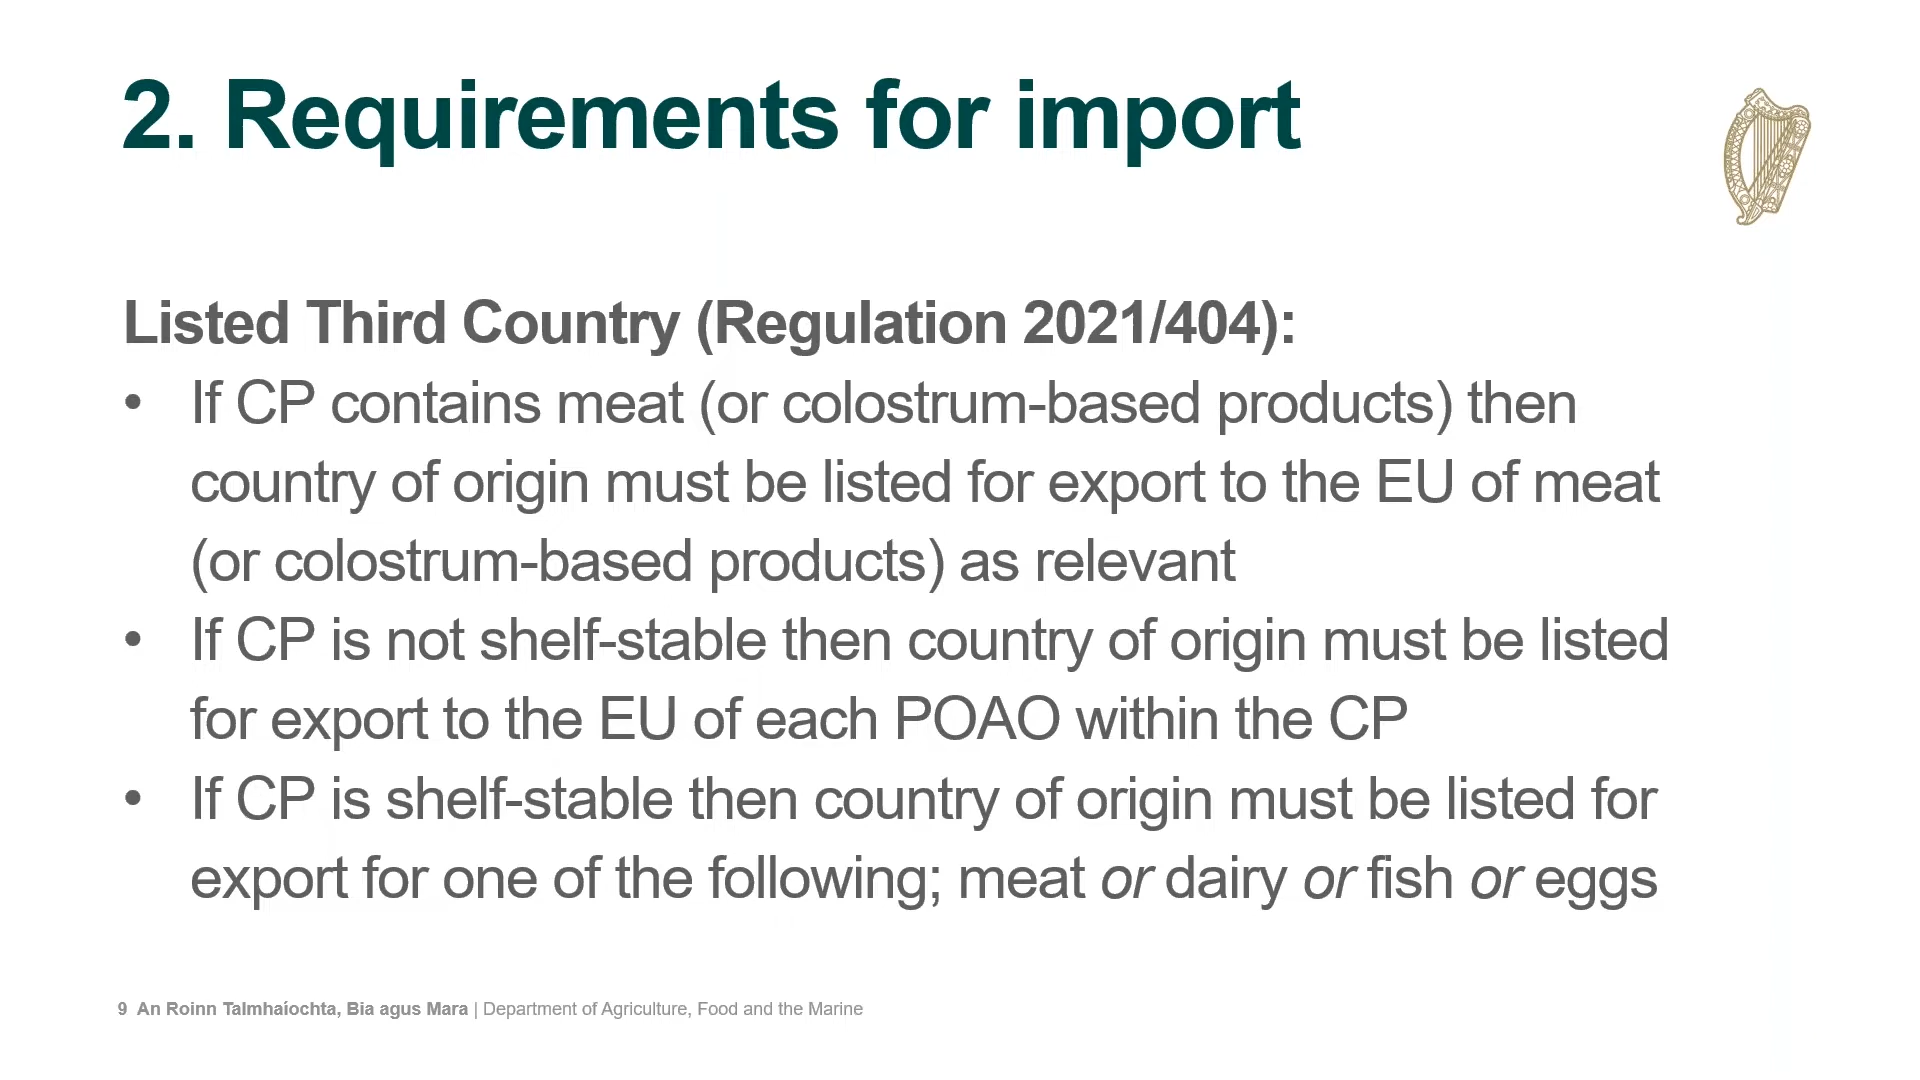 2. Requirements for import
Listed Third Country (Regulation 2021/404):
• If CP contains meat (or colostrum-based products) then
country of origin must be listed for export to the EU of meat
(or colostrum-based products) as relevant
• If CP is not shelf-stable then country of origin must be listed
for export to the EU of each POAO within the CP
• If CP is shelf-stable then country of origin must be listed for
export for one of the following; meat or dairy or fish or eggs
9 An Roinn Talmhaíochta, Bia agus Mara | Department of Agriculture, Food and the Marine